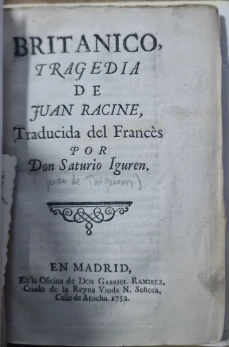 BRITANICO,
TRAGEDIA
DE
JUAN RACINE,
Traducida del Francès
POR
Don Saturio Iguren.
EN MADRID,
En la Oficina de DON GABRIEL RAMIREZ,
Criado de la Reyna Viuda N. Señora,
Calle de Atocha. 1752.